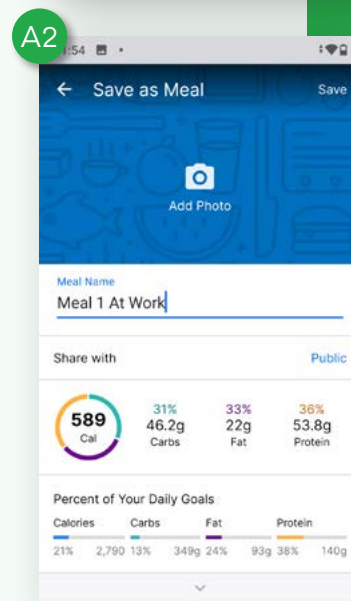 A2
:54
Save as Meal Save
Add Photo
Meal Name
Meal 1 At Work
Share with Public
589
Cal
31% 33% 36%
46.2g 22g 53.8g
Carbs Fat Protein
Percent of Your Daily Goals
Calories Carbs Fat Protein
21% 2,790 13% 349g 24% 93g 38% 140g